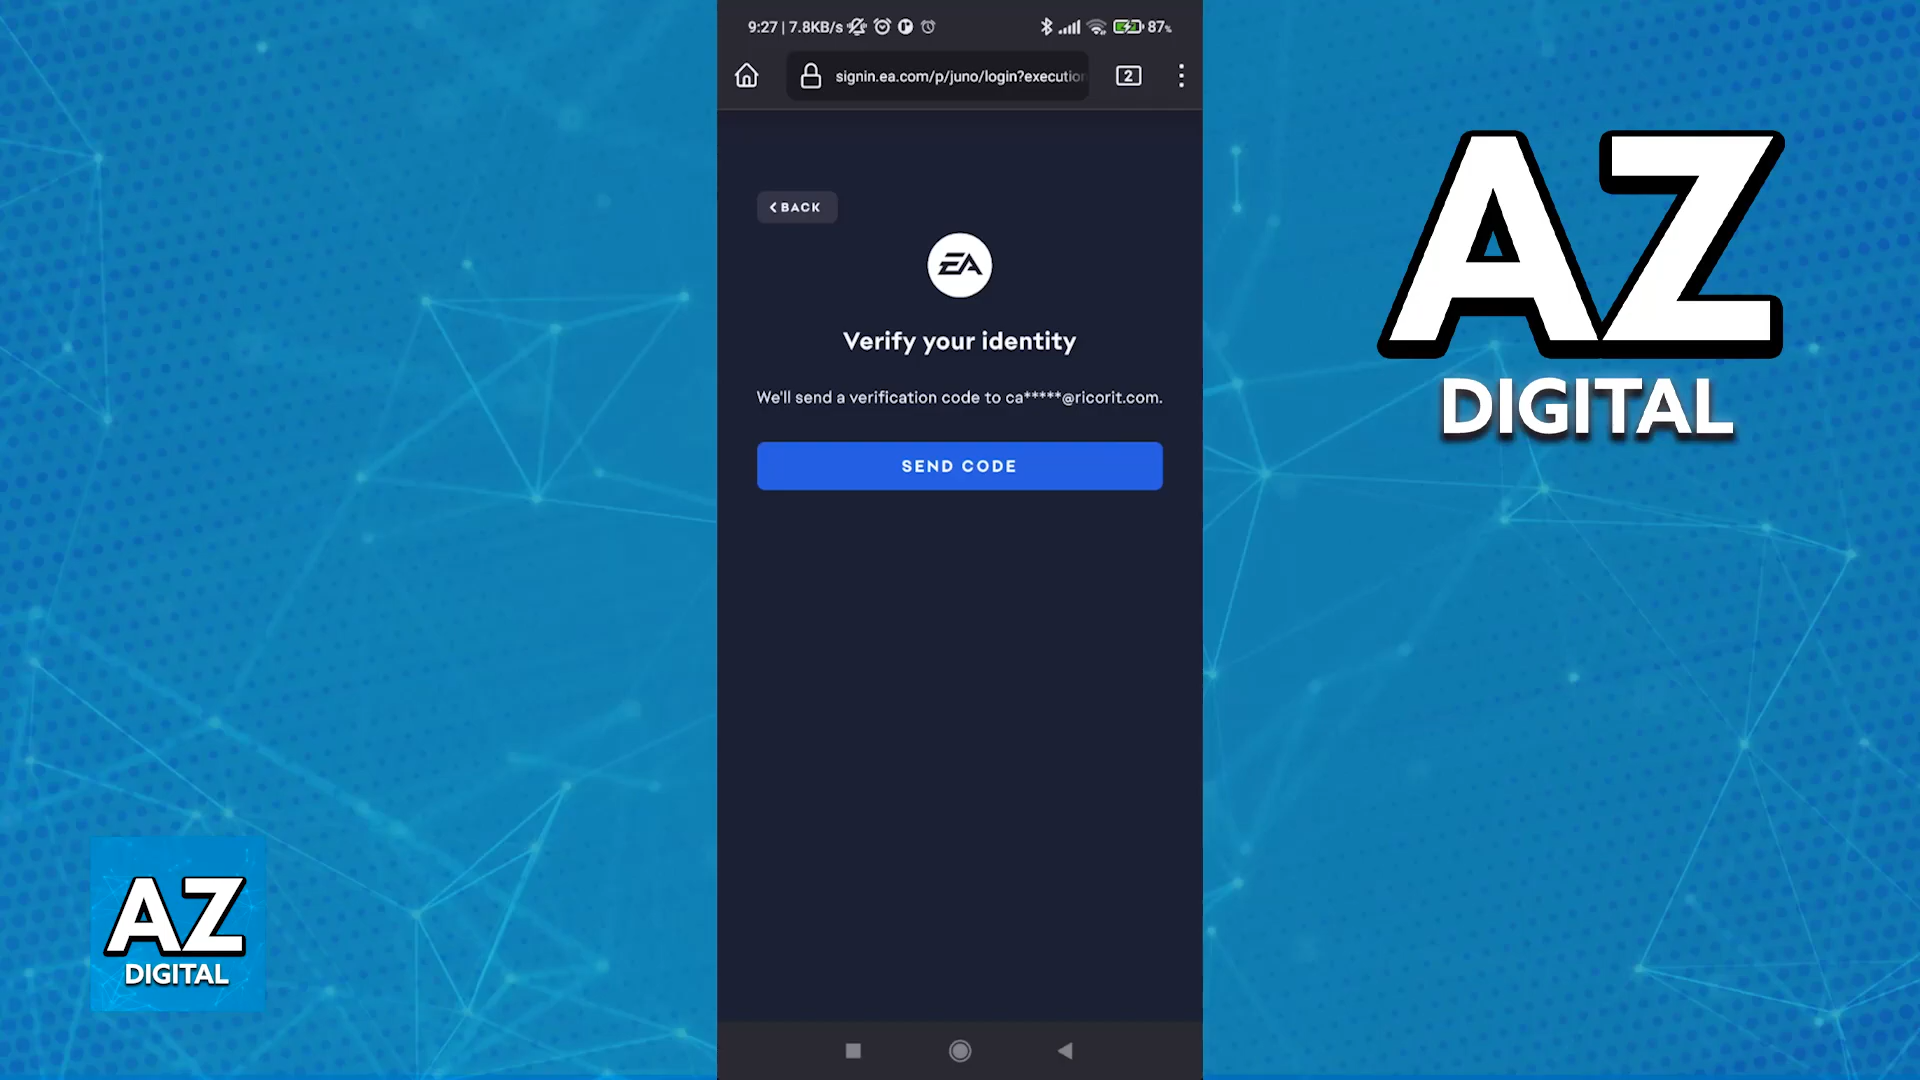 9:27 | 7.8KB/s 87%
signin.ea.com/p/juno/login?execution 2
BACK
EA
Verify your identity
We'll send a verification code to ca*****@ricorit.com.
SEND CODE
AZ
DIGITAL
AZ
DIGITAL